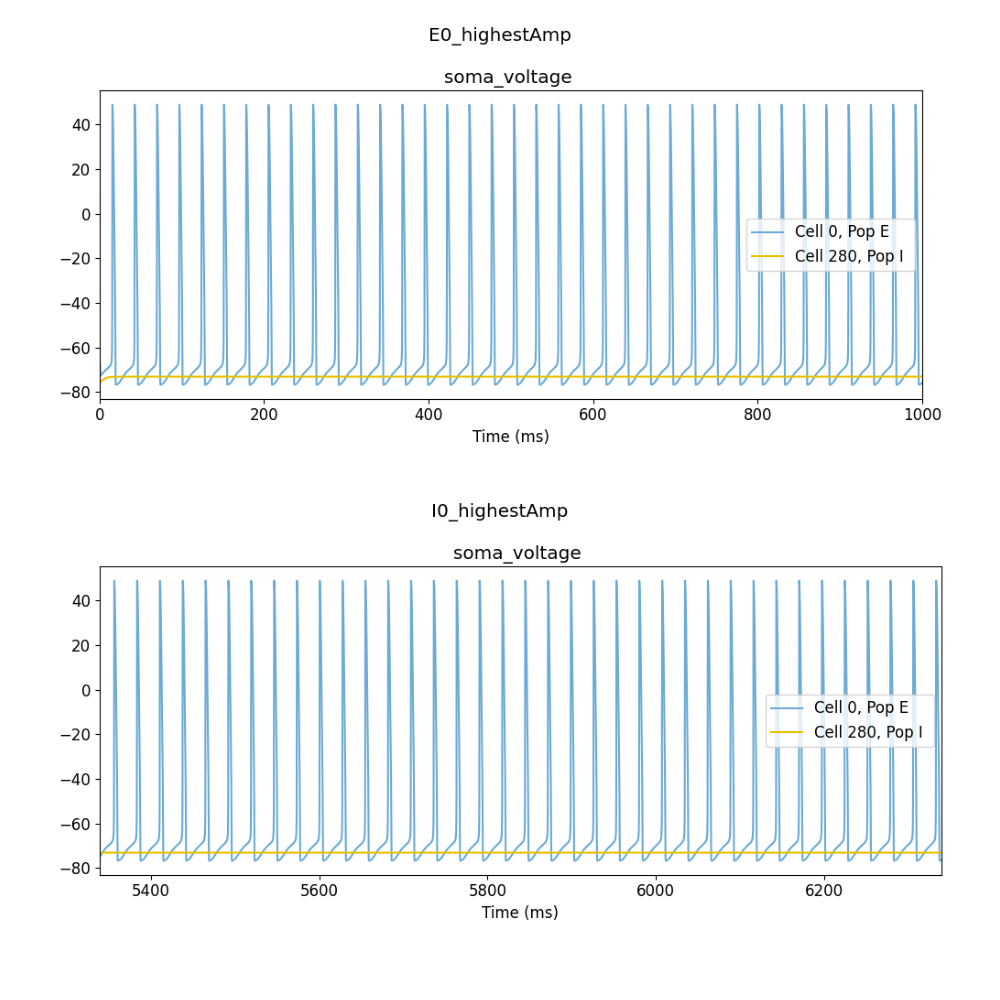 E0_highestAmp
soma_voltage
40
20
0
−20
−40
−60
−80
Cell 0, Pop E
Cell 280, Pop I
0 200 400 600 800 1000
Time (ms)
I0_highestAmp
soma_voltage
40
20
0
−20
−40
−60
−80
Cell 0, Pop E
Cell 280, Pop I
5400 5600 5800 6000 6200
Time (ms)